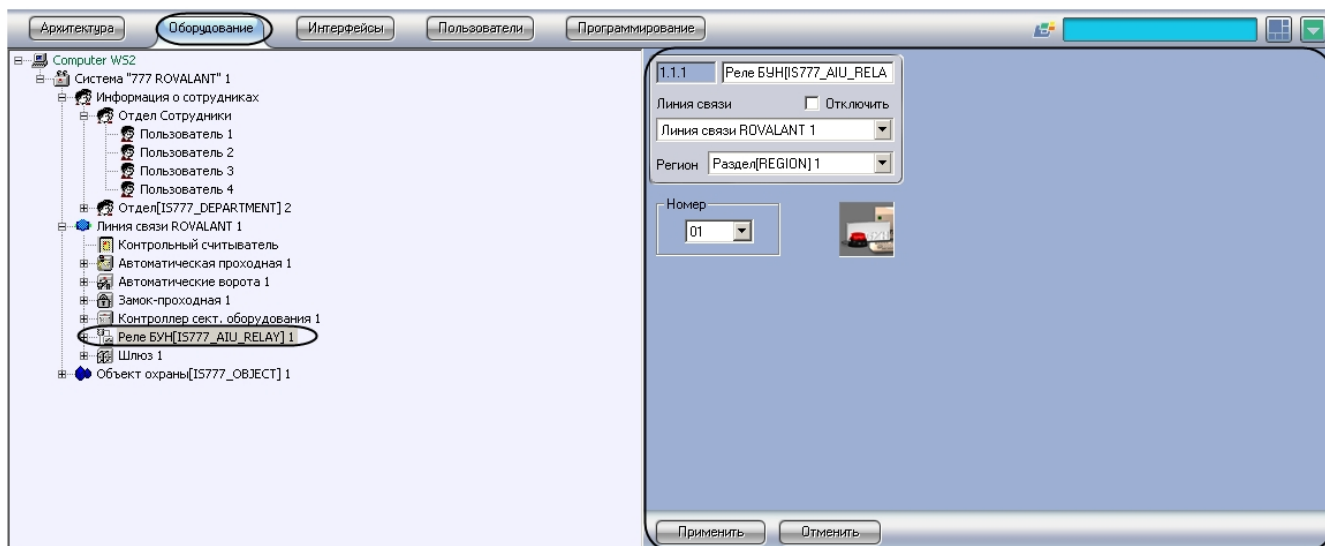 Архитектура Оборудование Интерфейсы Пользователи Программирование
Computer WS2
Система "777 ROVALANT" 1
Информация о сотрудниках
Отдел Сотрудники
Пользователь 1
Пользователь 2
Пользователь 3
Пользователь 4
Отдел[IS777_DEPARTMENT] 2
Линия связи ROVALANT 1
Контрольный считыватель
Автоматическая проходная 1
Автоматические ворота 1
Замок-проходная 1
Контроллер сект. оборудования 1
Реле БУН[IS777_AIU_RELAY] 1
Шлюз 1
Объект охраны[IS777_OBJECT] 1
1.1.1 Реле БУН[IS777_AIU_RELA
Линия связи Отключить
Линия связи ROVALANT 1
Регион Раздел[REGION] 1
Номер
01
Применить Отменить